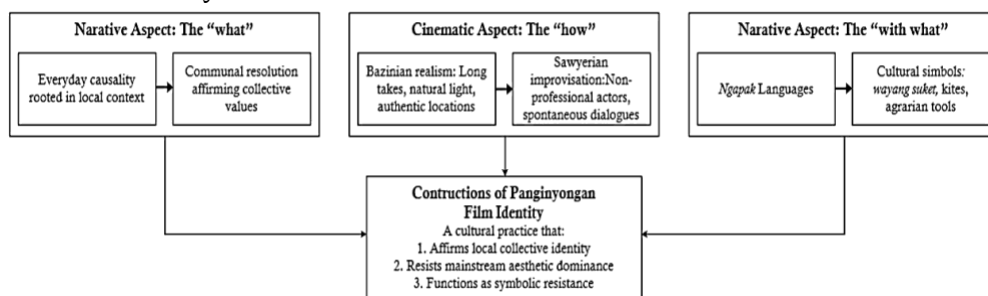 Narative Aspect: The “what”
Everyday causality
rooted in local context
Communal resolution
affirming collective
values
Cinematic Aspect: The “how”
Bazinian realism: Long
takes, natural light,
authentic locations
Sawyerian
improvisation:Non-
professional actors,
spontaneous dialogues
Narative Aspect: The “with what”
Ngapak Languages
Cultural simbols:
wayang suket, kites,
agrarian tools
Contructions of Panginyongan
Film Identity
A cultural practice that:
1. Affirms local collective identity
2. Resists mainstream aesthetic dominance
3. Functions as symbolic resistance